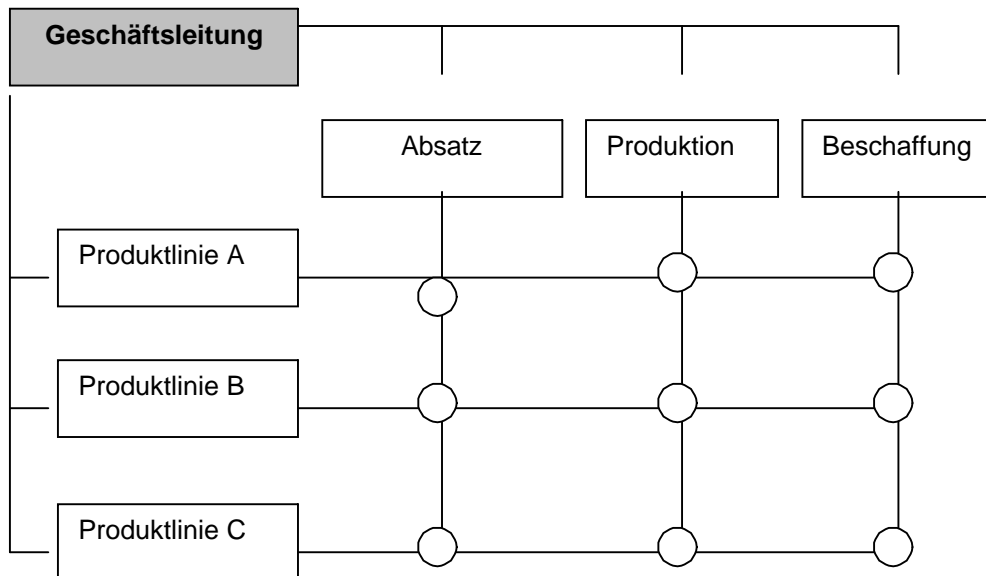 Geschäftsleitung
Absatz
Produktion
Beschaffung
Produktlinie A
Produktlinie B
Produktlinie C